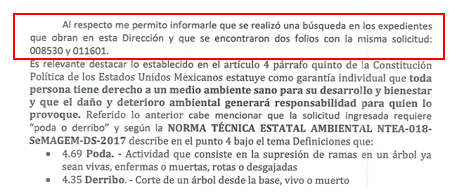 Al respecto me permito informarle que se realizó una búsqueda en los expedientes
que obran en esta Dirección y que se encontraron dos folios con la misma solicitud:
008530 y 011601.
Es relevante destacar lo establecido en el artículo 4 párrafo quinto de la Constitución
Política de los Estados Unidos Mexicanos estatuye como garantía individual que toda
persona tiene derecho a un medio ambiente sano para su desarrollo y bienestar
y que el daño y deterioro ambiental generará responsabilidad para quien lo
provoque. Referido lo anterior cabe mencionar que la solicitud ingresada requiere
"poda o derribo" y según la NORMA TÉCNICA ESTATAL AMBIENTAL NTEA-018-
SeMAGEM-DS-2017 describe en el punto 4 bajo el tema Definiciones que:
• 4.69 Poda. - Actividad que consiste en la supresión de ramas en un árbol ya
sean vivas, enfermas o muertas, rotas o desgajadas
• 4.35 Derribo. - Corte de un árbol desde la base, vivo o muerto